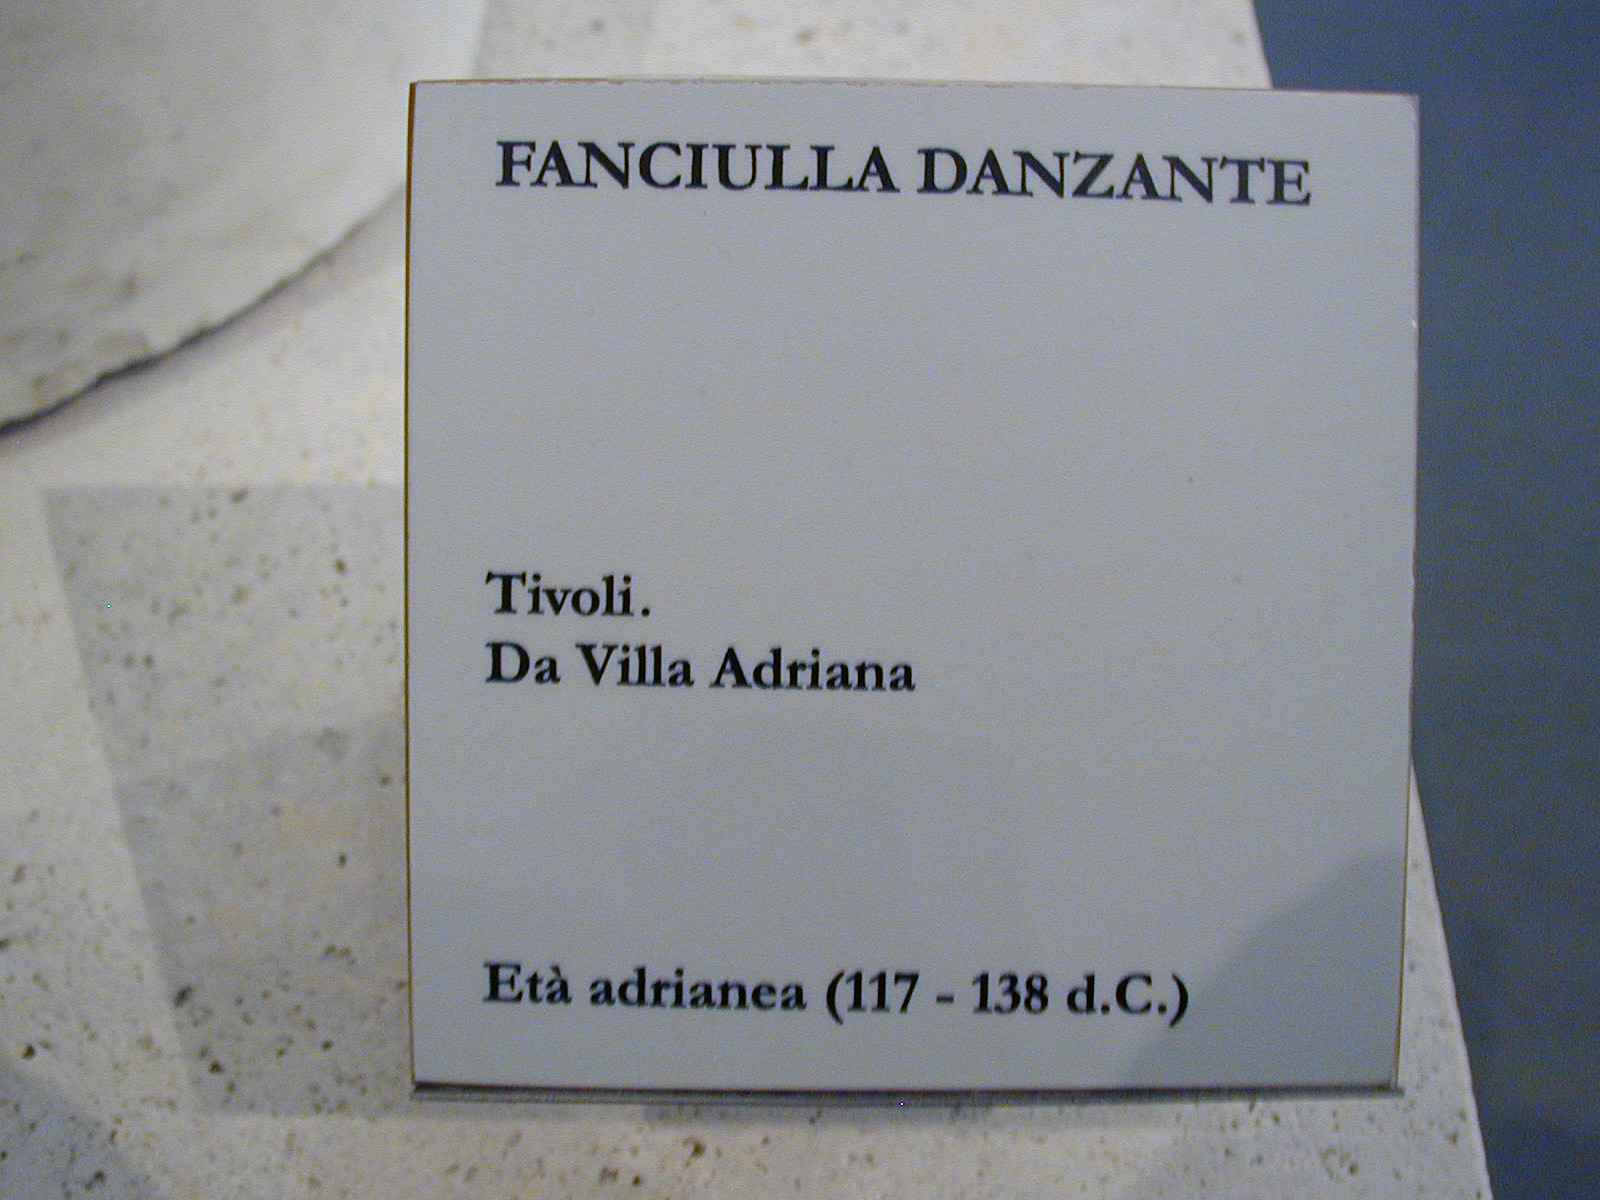 FANCIULLA DANZANTE
Tivoli.
Da Villa Adriana
Età adrianea (117 - 138 d.C.)